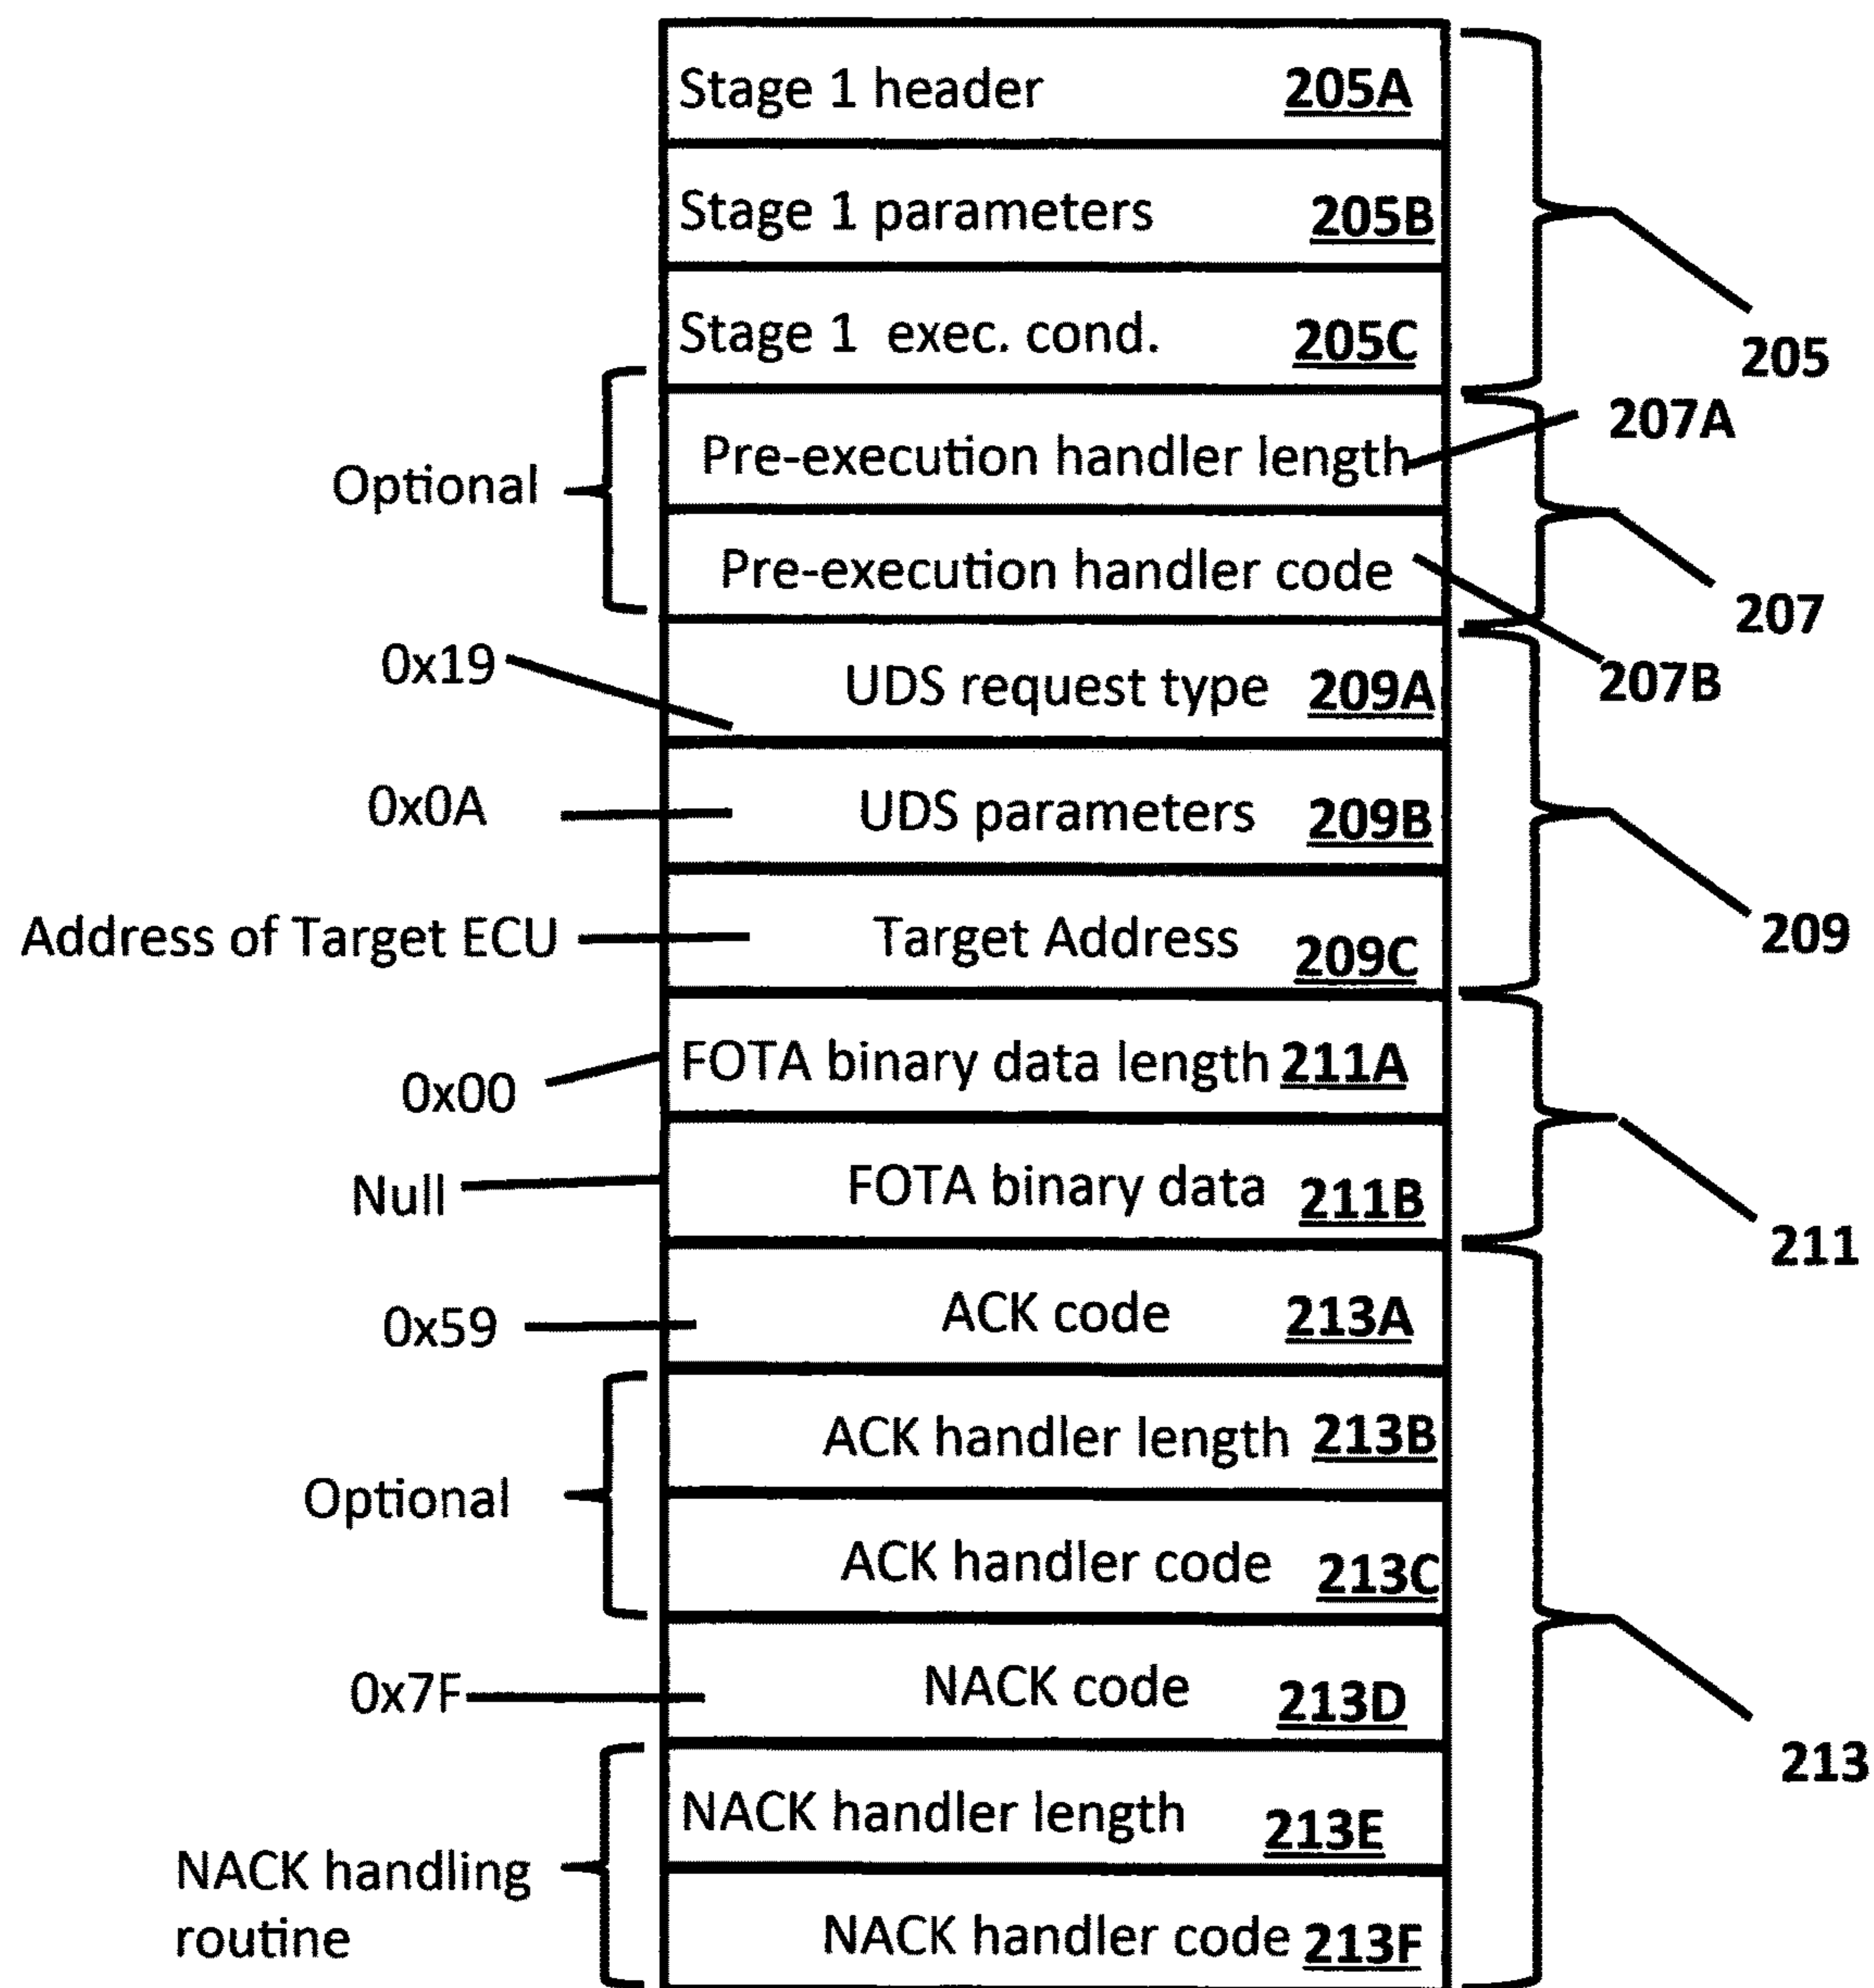 Stage 1 header 205A
Stage 1 parameters 205B
Stage 1 exec. cond. 205C
205
Optional
Pre-execution handler length
207A
Pre-execution handler code
207
207B
0x19
UDS request type 209A
0x0A
UDS parameters 209B
Address of Target ECU
Target Address 209C
209
0x00
FOTA binary data length 211A
Null
FOTA binary data 211B
211
0x59
ACK code 213A
Optional
ACK handler length 213B
ACK handler code 213C
0x7F
NACK code 213D
213
NACK handling
routine
NACK handler length 213E
NACK handler code 213F